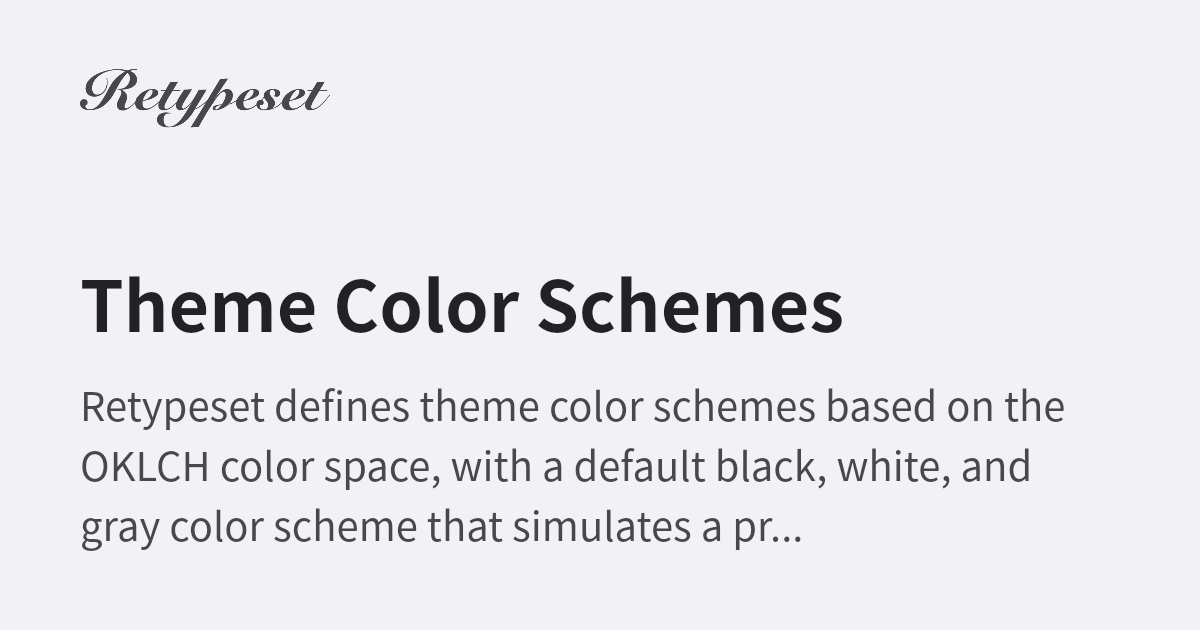 Retypeset
Theme Color Schemes
Retypeset defines theme color schemes based on the
OKLCH color space, with a default black, white, and
gray color scheme that simulates a pr...